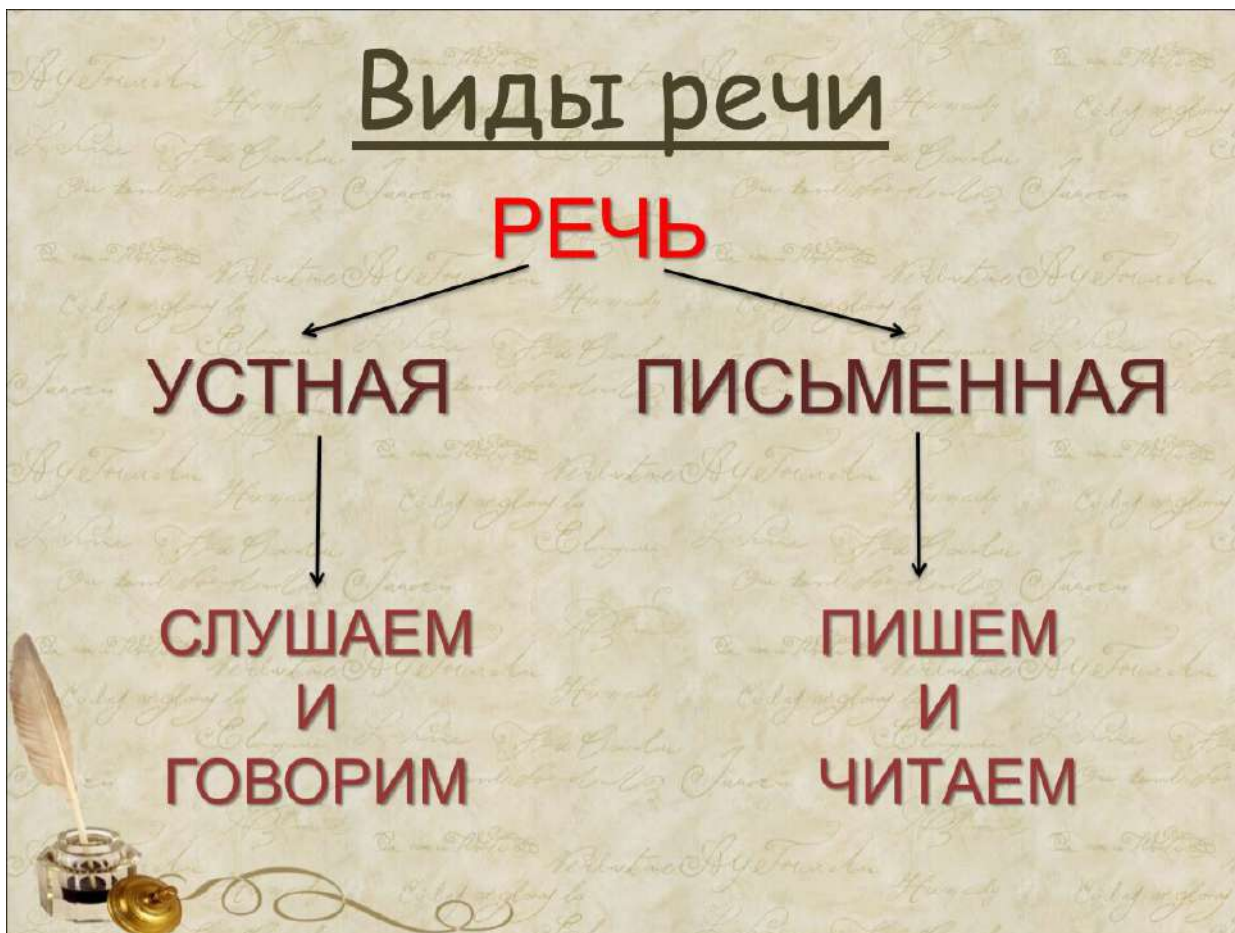 Виды речи
РЕЧЬ
УСТНАЯ ПИСЬМЕННАЯ
СЛУШАЕМ
И
ГОВОРИМ
ПИШЕМ
И
ЧИТАЕМ